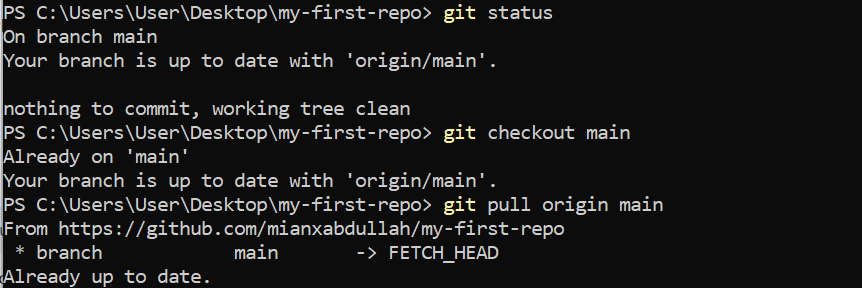 PS C:\Users\User\Desktop\my-first-repo> git status
On branch main
Your branch is up to date with 'origin/main'.
nothing to commit, working tree clean
PS C:\Users\User\Desktop\my-first-repo> git checkout main
Already on 'main'
Your branch is up to date with 'origin/main'.
PS C:\Users\User\Desktop\my-first-repo> git pull origin main
From https://github.com/mianxabdullah/my-first-repo
 * branch            main       -> FETCH_HEAD
Already up to date.